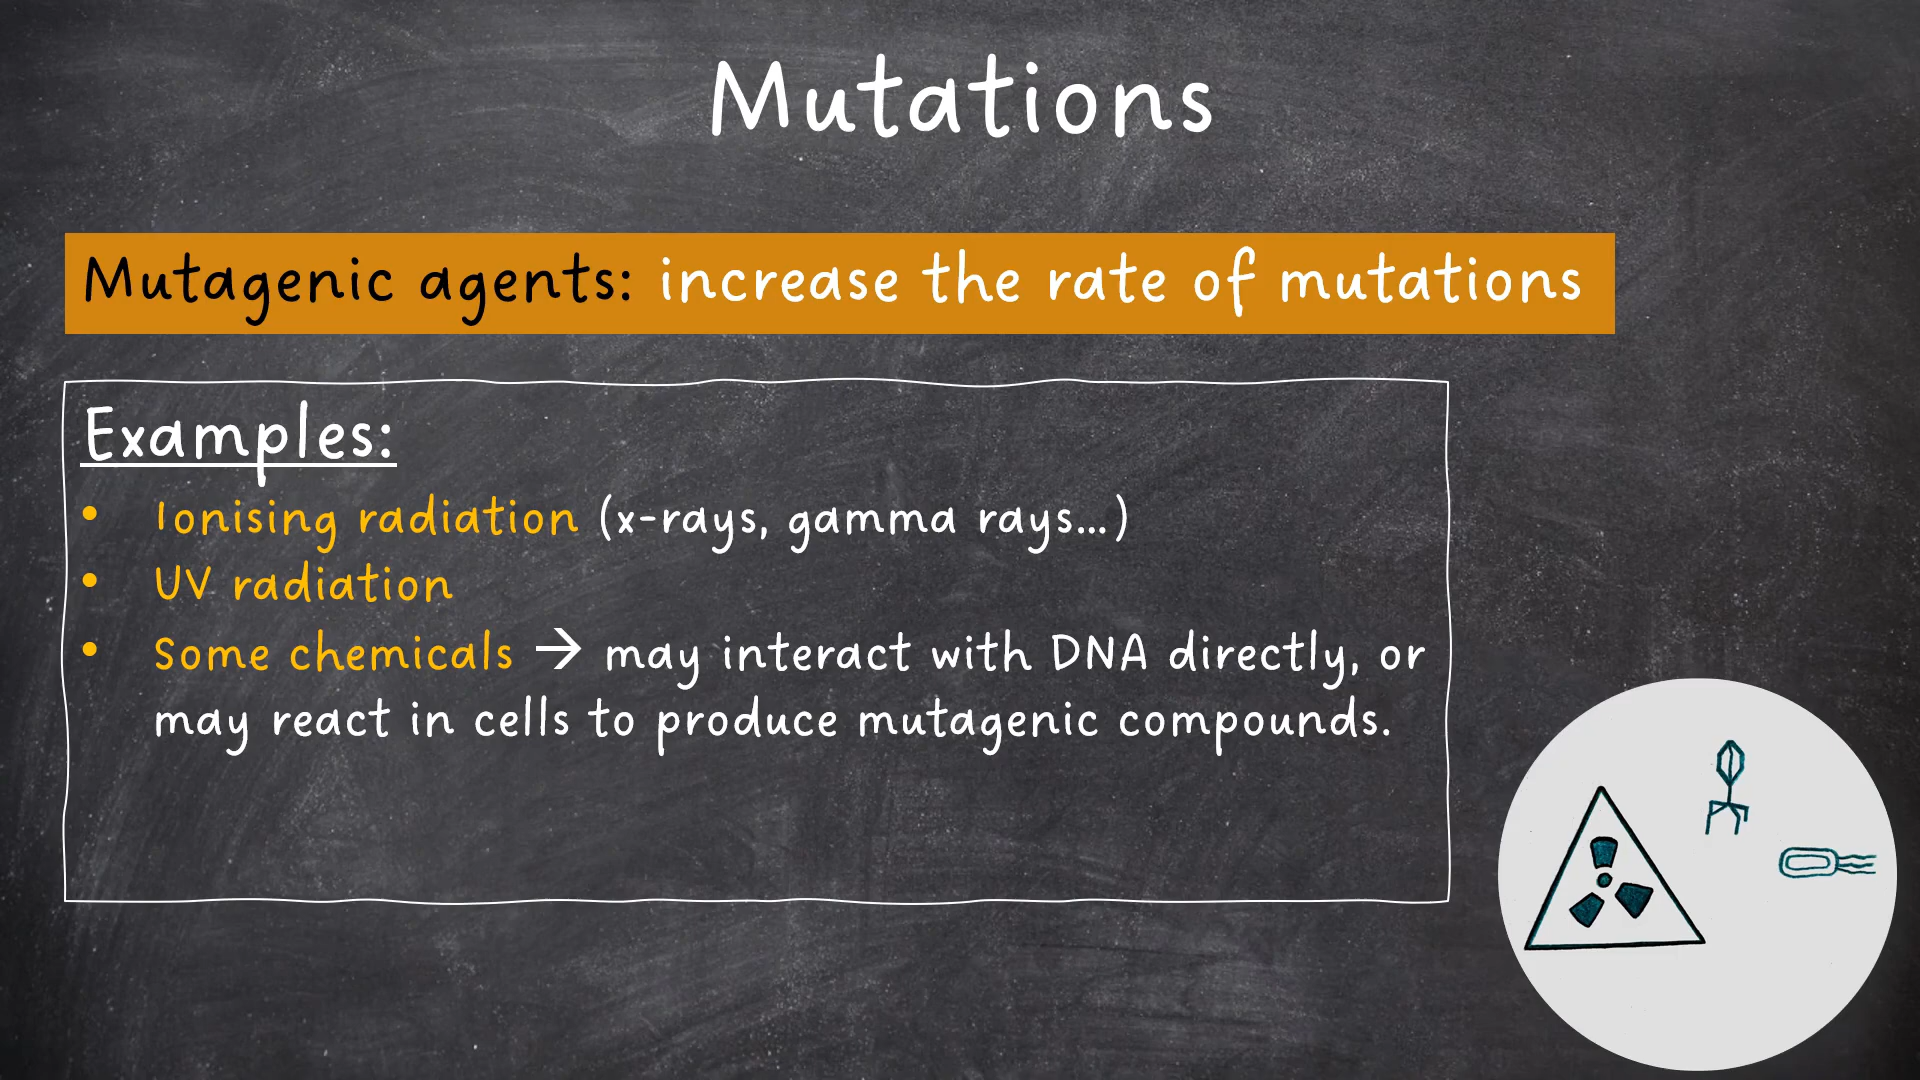 Mutations
Mutagenic agents: increase the rate of mutations
Examples:
• Ionising radiation (x-rays, gamma rays...)
• UV radiation
• Some chemicals → may interact with DNA directly, or
may react in cells to produce mutagenic compounds.